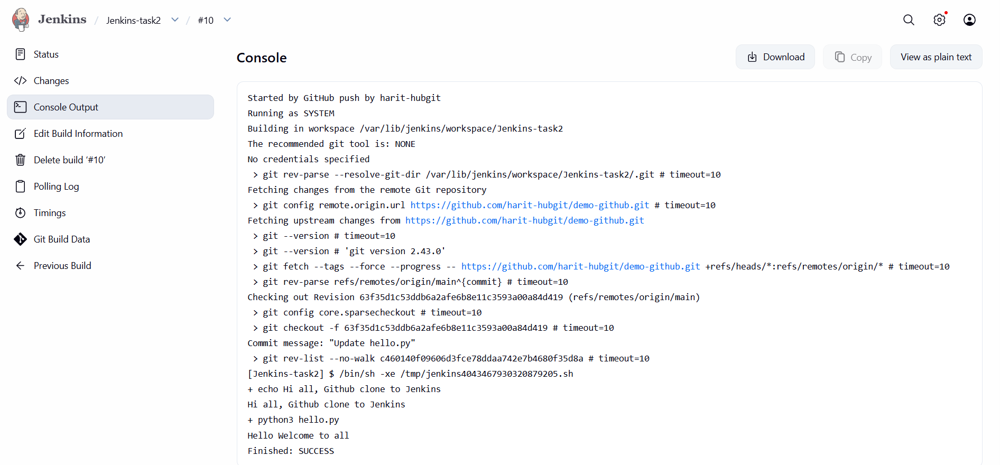 Jenkins / Jenkins-task2 / #10
Status
Changes
Console Output
Edit Build Information
Delete build ‘#10’
Polling Log
Timings
Git Build Data
Previous Build
Console
Download
Copy
View as plain text
Started by GitHub push by harit-hubgit
Running as SYSTEM
Building in workspace /var/lib/jenkins/workspace/Jenkins-task2
The recommended git tool is: NONE
No credentials specified
 > git rev-parse --resolve-git-dir /var/lib/jenkins/workspace/Jenkins-task2/.git # timeout=10
Fetching changes from the remote Git repository
 > git config remote.origin.url https://github.com/harit-hubgit/demo-github.git # timeout=10
Fetching upstream changes from https://github.com/harit-hubgit/demo-github.git
 > git --version # timeout=10
 > git --version # 'git version 2.43.0'
 > git fetch --tags --force --progress -- https://github.com/harit-hubgit/demo-github.git +refs/heads/*:refs/remotes/origin/* # timeout=10
 > git rev-parse refs/remotes/origin/main^{commit} # timeout=10
Checking out Revision 63f35d1c53ddb6a2afe6b8e11c3593a00a84d419 (refs/remotes/origin/main)
 > git config core.sparsecheckout # timeout=10
 > git checkout -f 63f35d1c53ddb6a2afe6b8e11c3593a00a84d419 # timeout=10
Commit message: "Update hello.py"
 > git rev-list --no-walk c460140f09606d3fce78ddaa742e7b4680f35d8a # timeout=10
[Jenkins-task2] $ /bin/sh -xe /tmp/jenkins4043467930320879205.sh
+ echo Hi all, Github clone to Jenkins
Hi all, Github clone to Jenkins
+ python3 hello.py
Hello Welcome to all
Finished: SUCCESS